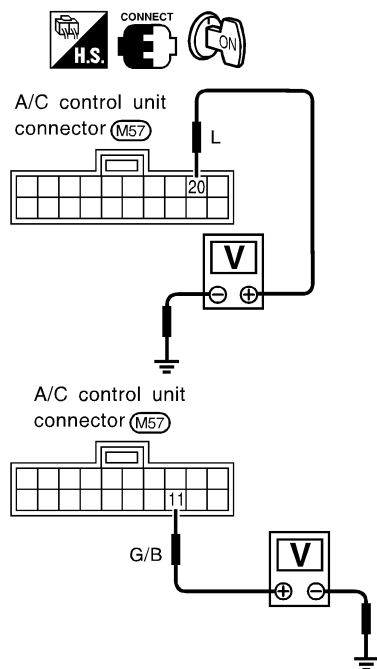 CONNECT
H.S.
ON
A/C control unit
connector M57
L
20
V
A/C control unit
connector M57
11
G/B
V